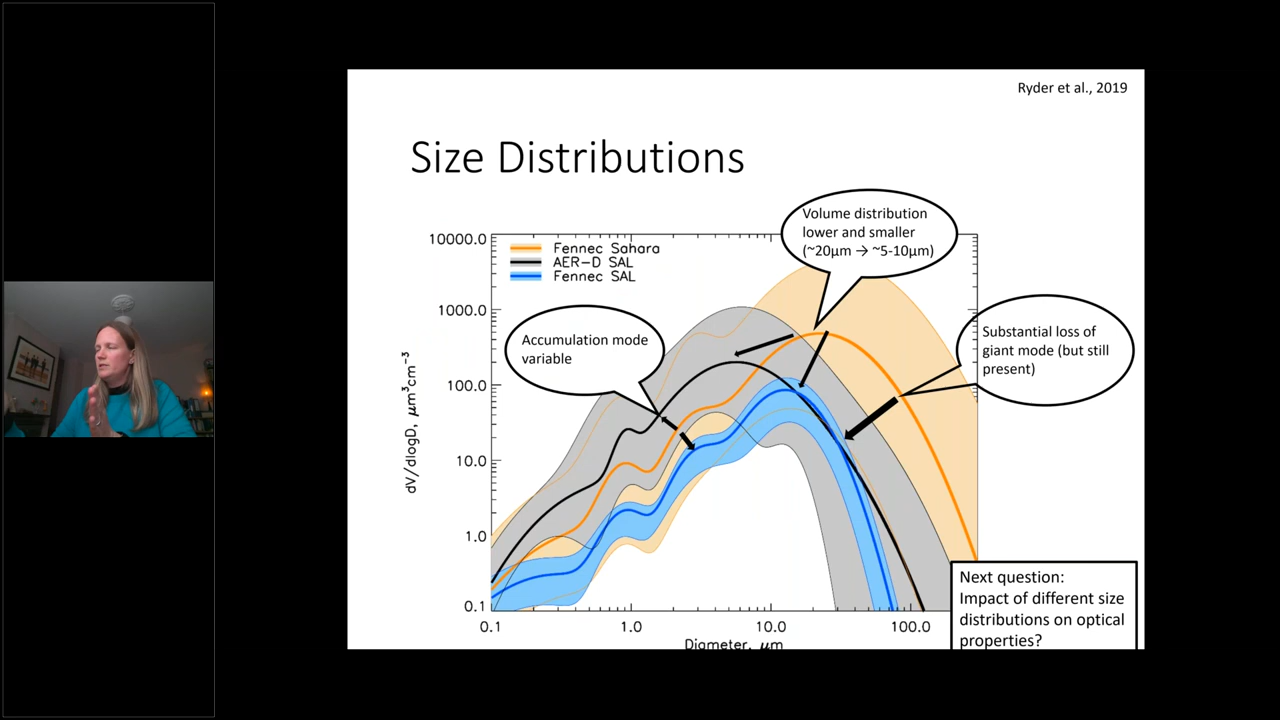 Ryder et al., 2019
Size Distributions
Volume distribution
lower and smaller
(~20µm → ~5-10µm)
Fennec Sahara
AER-D SAL
Fennec SAL
Accumulation mode
variable
Substantial loss of
giant mode (but still
present)
10000.0
1000.0
100.0
10.0
1.0
0.1
dV/dlogD, µm³cm⁻³
0.1
1.0
10.0
100.0
Diameter, µm
Next question:
Impact of different size
distributions on optical
properties?